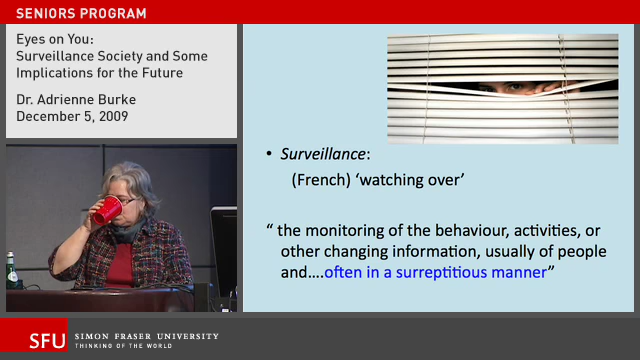 SENIORS PROGRAM
Eyes on You:
Surveillance Society and Some
Implications for the Future
Dr. Adrienne Burke
December 5, 2009
• Surveillance:
(French) ‘watching over’
“ the monitoring of the behaviour, activities, or
other changing information, usually of people
and….often in a surreptitious manner”
SFU
SIMON FRASER UNIVERSITY
THINKING OF THE WORLD